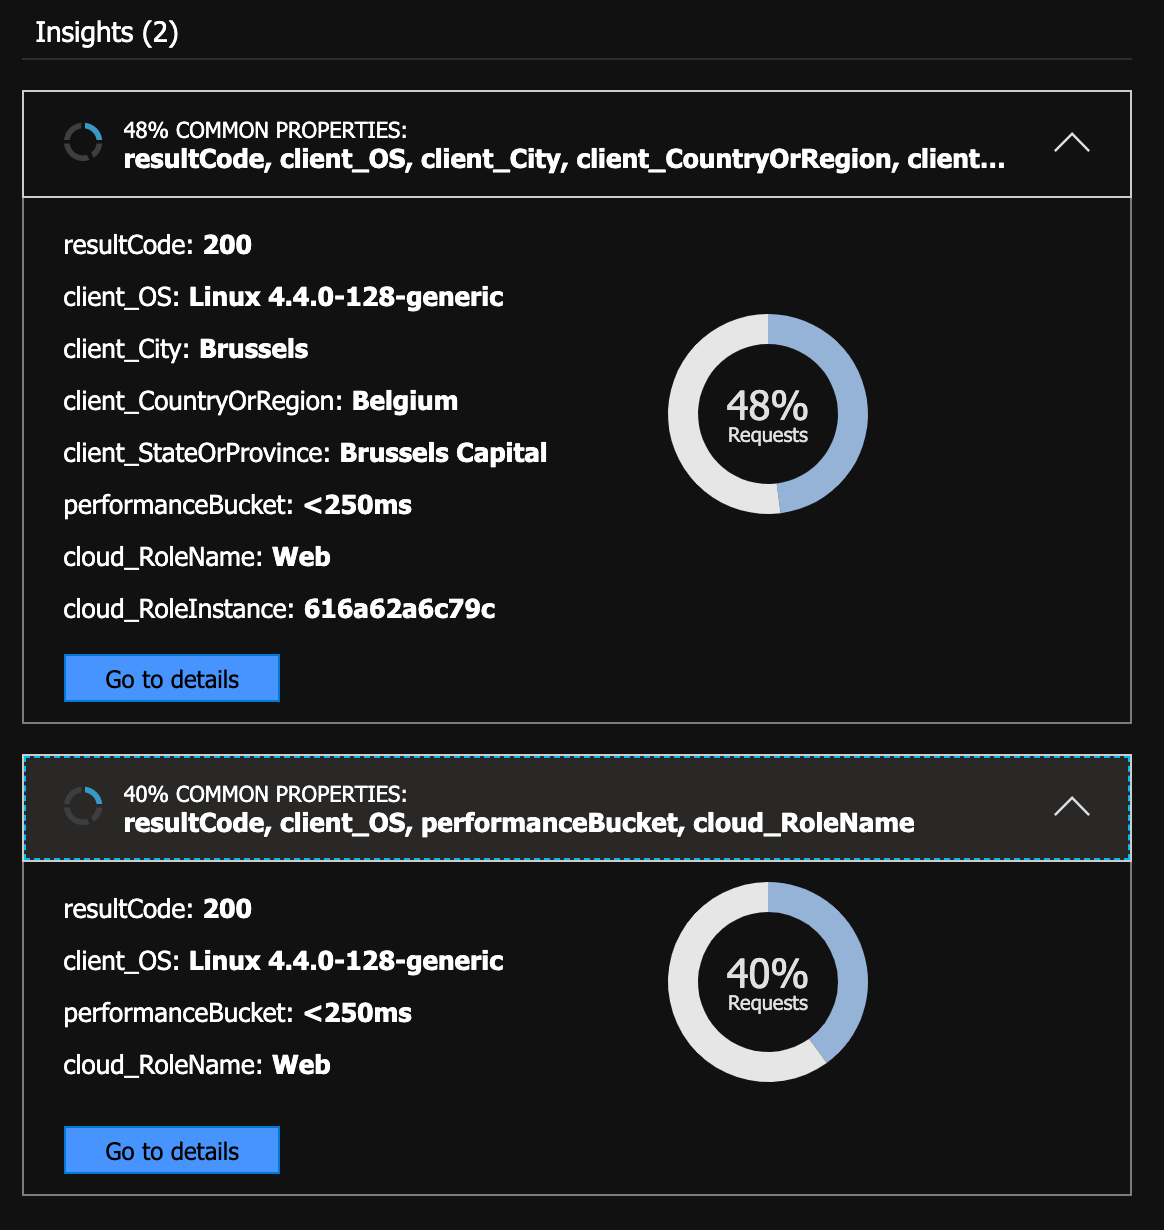 Insights (2)
48% COMMON PROPERTIES:
resultCode, client_OS, client_City, client_CountryOrRegion, client...
resultCode: 200
client_OS: Linux 4.4.0-128-generic
client_City: Brussels
client_CountryOrRegion: Belgium
client_StateOrProvince: Brussels Capital
performanceBucket: <250ms
cloud_RoleName: Web
cloud_RoleInstance: 616a62a6c79c
48%
Requests
Go to details
40% COMMON PROPERTIES:
resultCode, client_OS, performanceBucket, cloud_RoleName
resultCode: 200
client_OS: Linux 4.4.0-128-generic
performanceBucket: <250ms
cloud_RoleName: Web
40%
Requests
Go to details